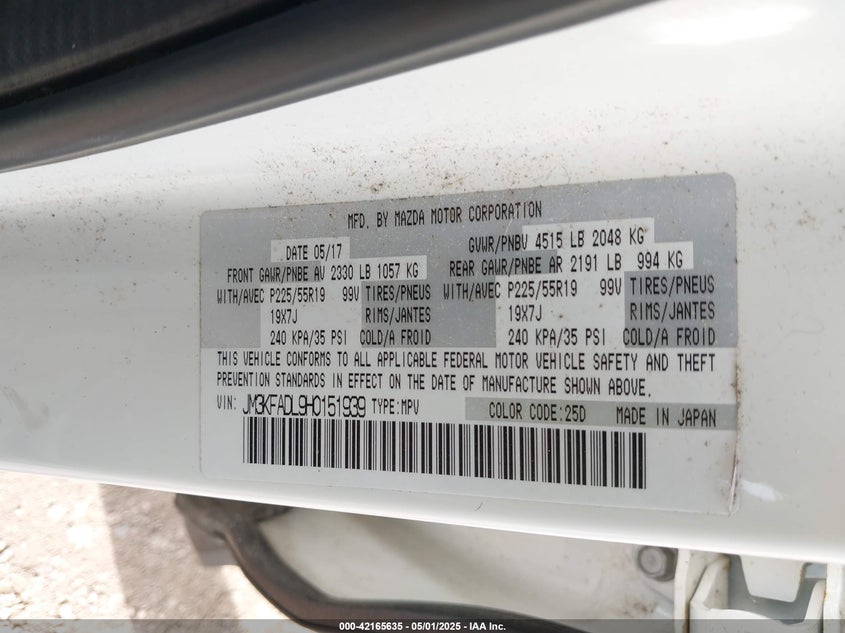 MFD. BY MAZDA MOTOR CORPORATION
DATE 05/17 GVWR/PNBV 4515 LB 2048 KG
FRONT GAWR/PNBE AV 2330 LB 1057 KG REAR GAWR/PNBE AR 2191 LB 994 KG
WITH/AVEC P225/55R19 99V TIRES/PNEUS WITH/AVEC P225/55R19 99V TIRES/PNEUS
19X7J RIMS/JANTES 19X7J RIMS/JANTES
240 KPA/35 PSI COLD/A FROID 240 KPA/35 PSI COLD/A FROID
THIS VEHICLE CONFORMS TO ALL APPLICABLE FEDERAL MOTOR VEHICLE SAFETY AND THEFT
PREVENTION STANDARDS IN EFFECT ON THE DATE OF MANUFACTURE SHOWN ABOVE.
VIN: JM3KFADL9H0151939 TYPE:MPV COLOR CODE:25D MADE IN JAPAN
000-42165635 - 05/01/2025 - IAA Inc.